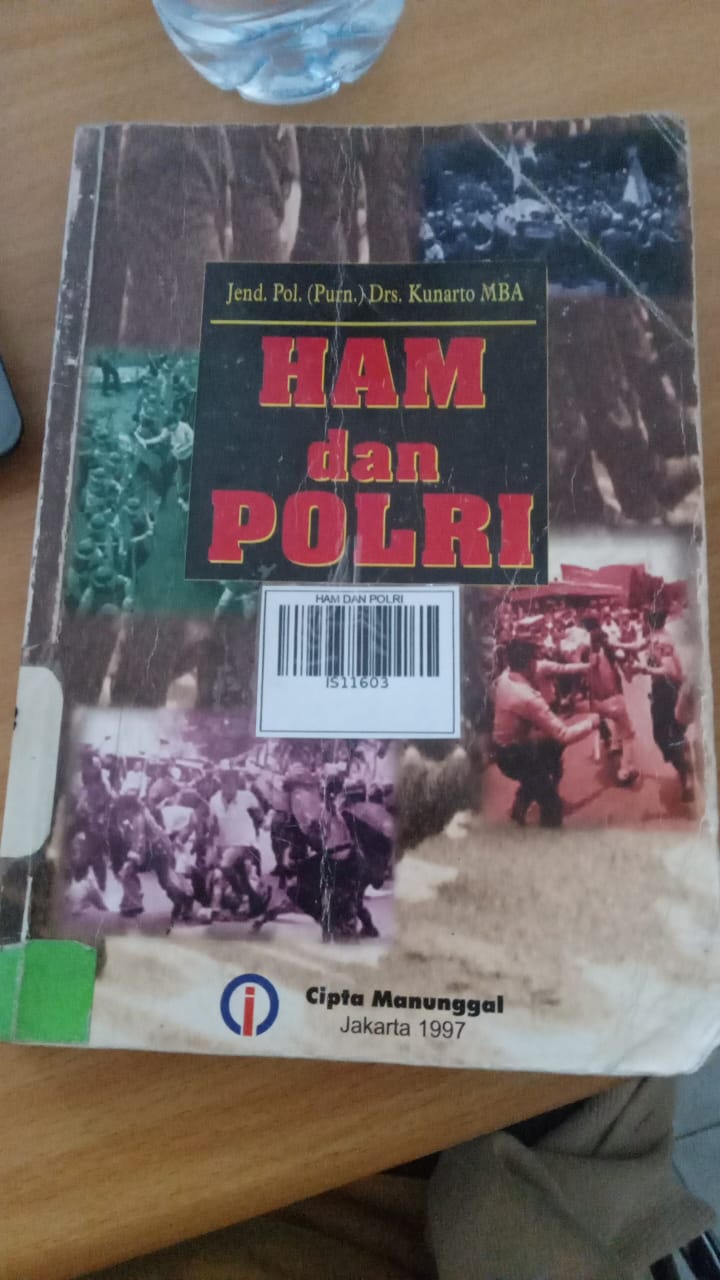 Jend. Pol. (Purn.) Drs. Kunarto MBA
HAM
dan
POLRI
HAM DAN POLRI
IS11603
Cipta Manunggal
Jakarta 1997